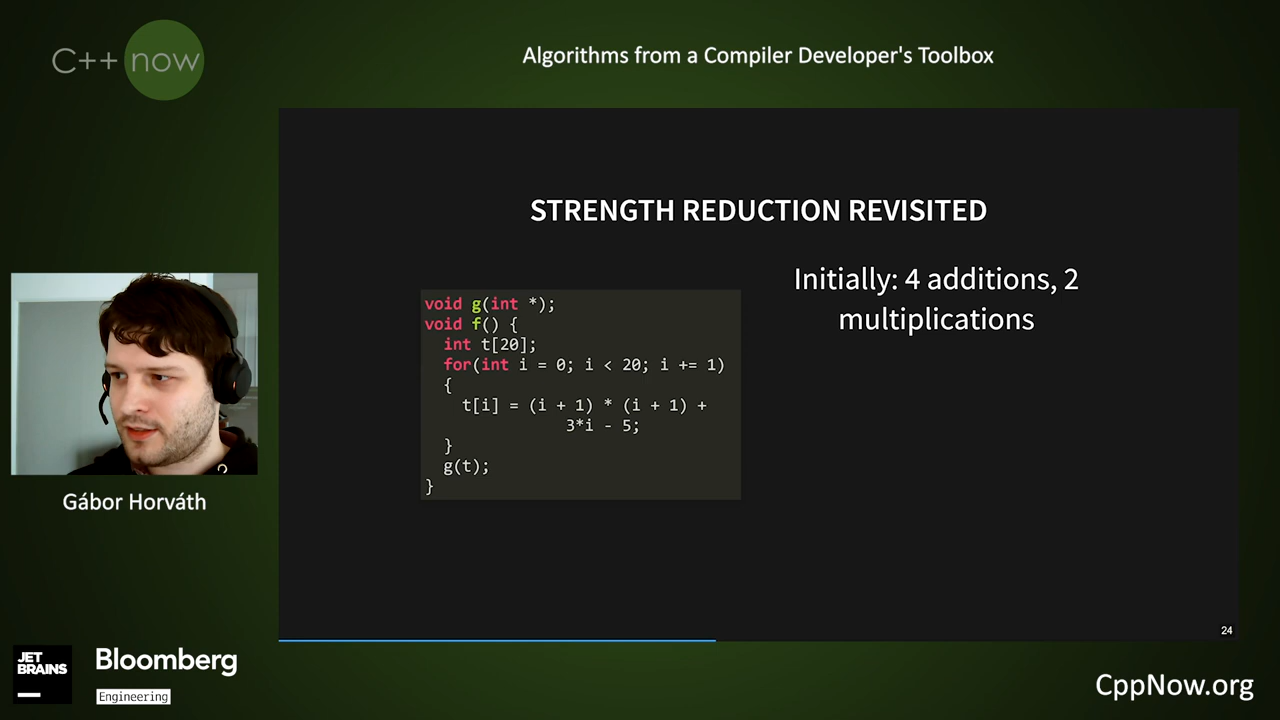 C++ now
Algorithms from a Compiler Developer's Toolbox
STRENGTH REDUCTION REVISITED
Initially: 4 additions, 2
multiplications
void g(int *);
void f() {
int t[20];
for(int i = 0; i < 20; i += 1)
{
t[i] = (i + 1) * (i + 1) +
3*i - 5;
}
g(t);
}
24
Gábor Horváth
JET
BRAINS
Bloomberg
Engineering
CppNow.org